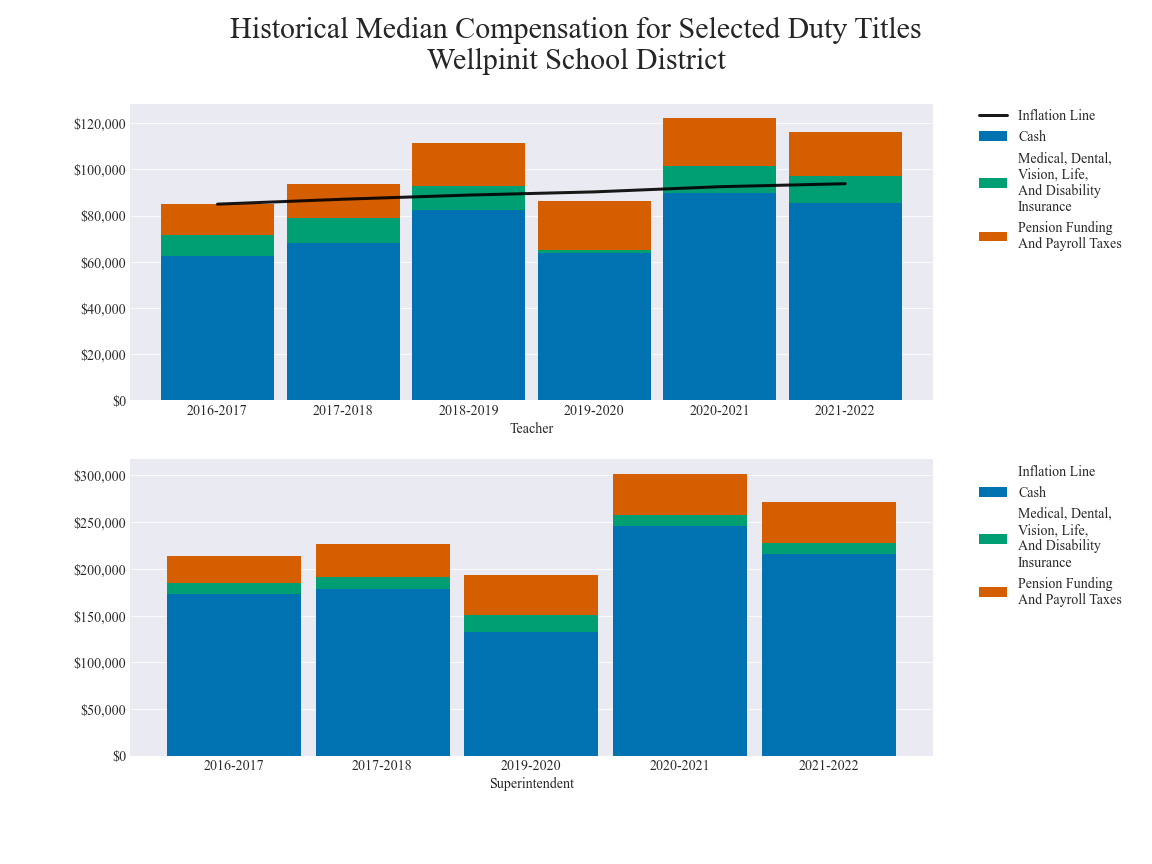 Historical Median Compensation for Selected Duty Titles
Wellpinit School District
$120,000
$100,000
$80,000
$60,000
$40,000
$20,000
$0
2016-2017
2017-2018
2018-2019
2019-2020
2020-2021
2021-2022
Teacher
Inflation Line
Cash
Medical, Dental,
Vision, Life,
And Disability
Insurance
Pension Funding
And Payroll Taxes
$300,000
$250,000
$200,000
$150,000
$100,000
$50,000
$0
2016-2017
2017-2018
2019-2020
2020-2021
2021-2022
Superintendent
Inflation Line
Cash
Medical, Dental,
Vision, Life,
And Disability
Insurance
Pension Funding
And Payroll Taxes